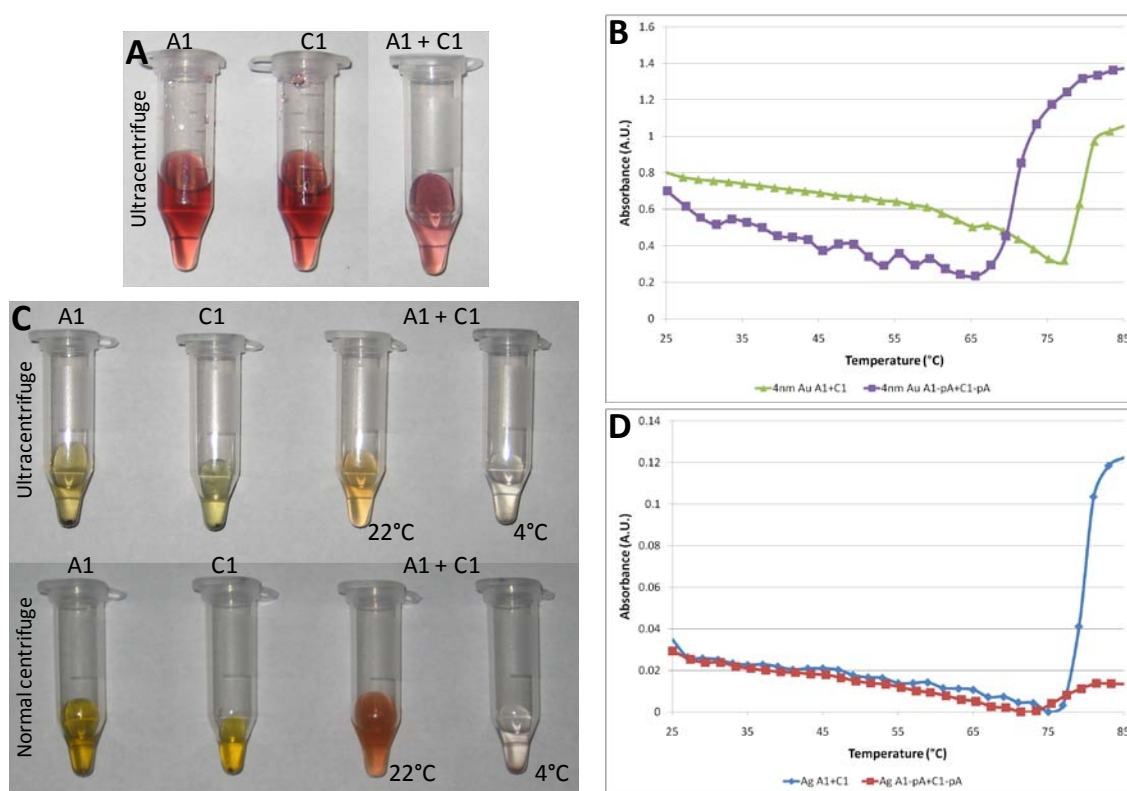 A
A1
C1
A1 + C1
Ultracentrifuge
B
Absorbance (A.U.)
1.6
1.4
1.2
1
0.8
0.6
0.4
0.2
0
25
35
45
55
65
75
85
Temperature (°C)
4nm Au A1+C1
4nm Au A1-pA+C1-pA
C
A1
C1
A1 + C1
Ultracentrifuge
22°C
4°C
A1
C1
A1 + C1
Normal centrifuge
22°C
4°C
D
Absorbance (A.U.)
0.14
0.12
0.1
0.08
0.06
0.04
0.02
0
25
35
45
55
65
75
85
Temperature (°C)
Ag A1+C1
Ag A1-pA+C1-pA